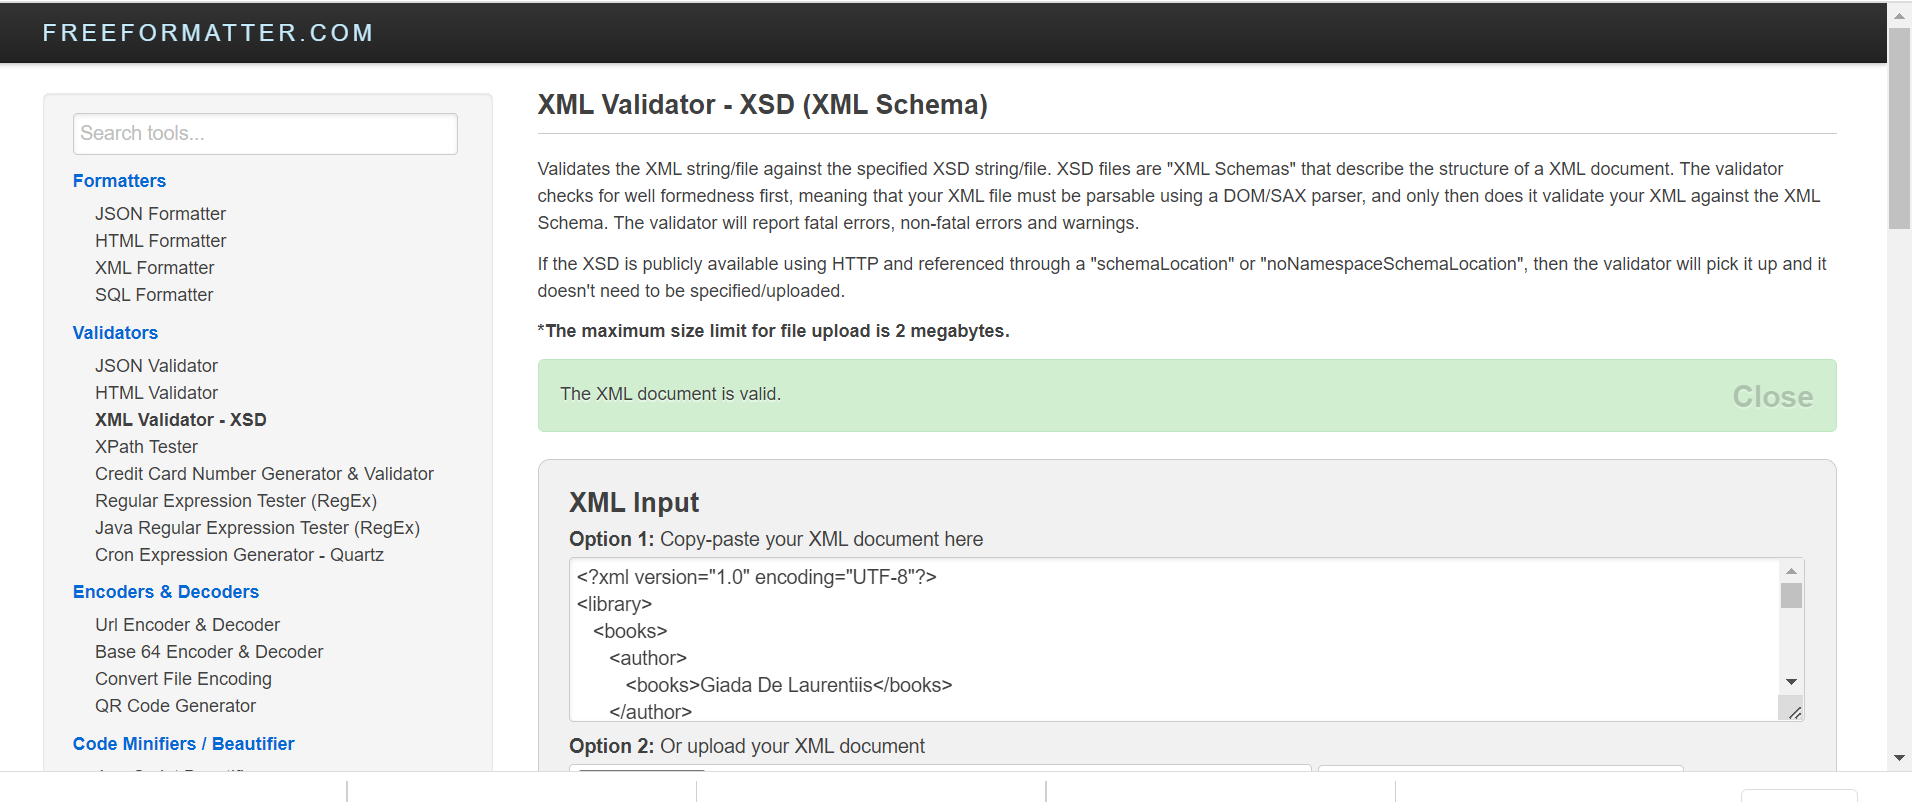 FREEFORMATTER.COM
Search tools...
Formatters
JSON Formatter
HTML Formatter
XML Formatter
SQL Formatter
Validators
JSON Validator
HTML Validator
XML Validator - XSD
XPath Tester
Credit Card Number Generator & Validator
Regular Expression Tester (RegEx)
Java Regular Expression Tester (RegEx)
Cron Expression Generator - Quartz
Encoders & Decoders
Url Encoder & Decoder
Base 64 Encoder & Decoder
Convert File Encoding
QR Code Generator
Code Minifiers / Beautifier
XML Validator - XSD (XML Schema)
Validates the XML string/file against the specified XSD string/file. XSD files are "XML Schemas" that describe the structure of a XML document. The validator
checks for well formedness first, meaning that your XML file must be parsable using a DOM/SAX parser, and only then does it validate your XML against the XML
Schema. The validator will report fatal errors, non-fatal errors and warnings.
If the XSD is publicly available using HTTP and referenced through a "schemaLocation" or "noNamespaceSchemaLocation", then the validator will pick it up and it
doesn't need to be specified/uploaded.
*The maximum size limit for file upload is 2 megabytes.
The XML document is valid.
Close
XML Input
Option 1: Copy-paste your XML document here
<?xml version="1.0" encoding="UTF-8"?>
<library>
<books>
<author>
<books>Giada De Laurentiis</books>
</author>
Option 2: Or upload your XML document